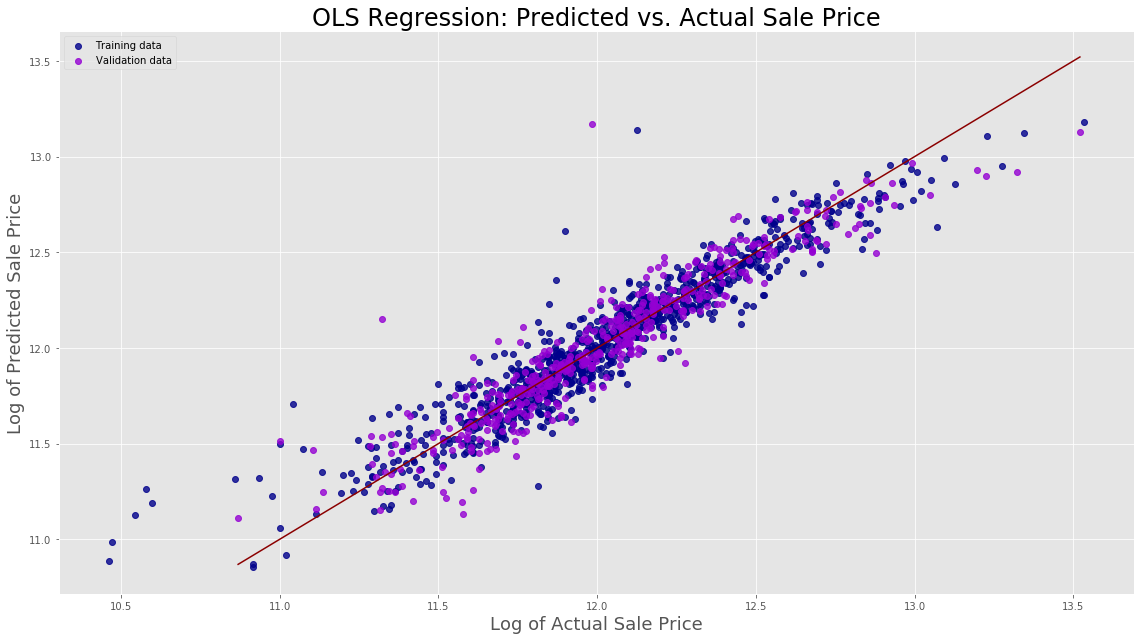 OLS Regression: Predicted vs. Actual Sale Price
Training data
Validation data
Log of Predicted Sale Price
13.5
13.0
12.5
12.0
11.5
11.0
10.5
11.0
11.5
12.0
12.5
13.0
13.5
Log of Actual Sale Price